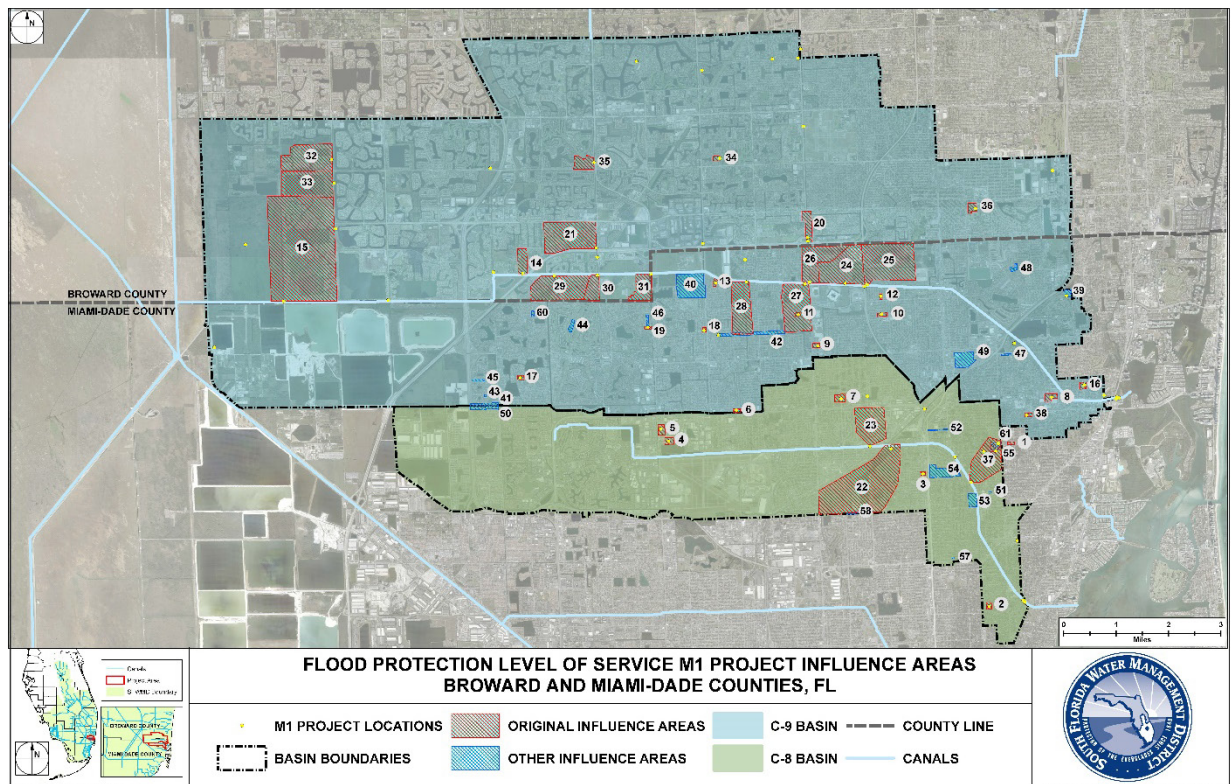 N
32
33
35
34
15
21
20
36
14
26
24
25
29
30
31
40
13
28
27
12
48
39
BROWARD COUNTY
MIAMI-DADE COUNTY
60
44
46
19
18
42
11
10
9
49
47
45
17
43
41
50
6
7
16
8
38
5
4
23
52
61
1
55
37
22
3
54
53
51
58
57
2
0 1 2 3
Miles
Canals
Project Area
SFWMD Boundary
BROWARD COUNTY
MIAMI-DADE COUNTY
N
FLOOD PROTECTION LEVEL OF SERVICE M1 PROJECT INFLUENCE AREAS
BROWARD AND MIAMI-DADE COUNTIES, FL
M1 PROJECT LOCATIONS
ORIGINAL INFLUENCE AREAS
C-9 BASIN
COUNTY LINE
BASIN BOUNDARIES
OTHER INFLUENCE AREAS
C-8 BASIN
CANALS
SOUTH FLORIDA WATER MANAGEMENT DISTRICT